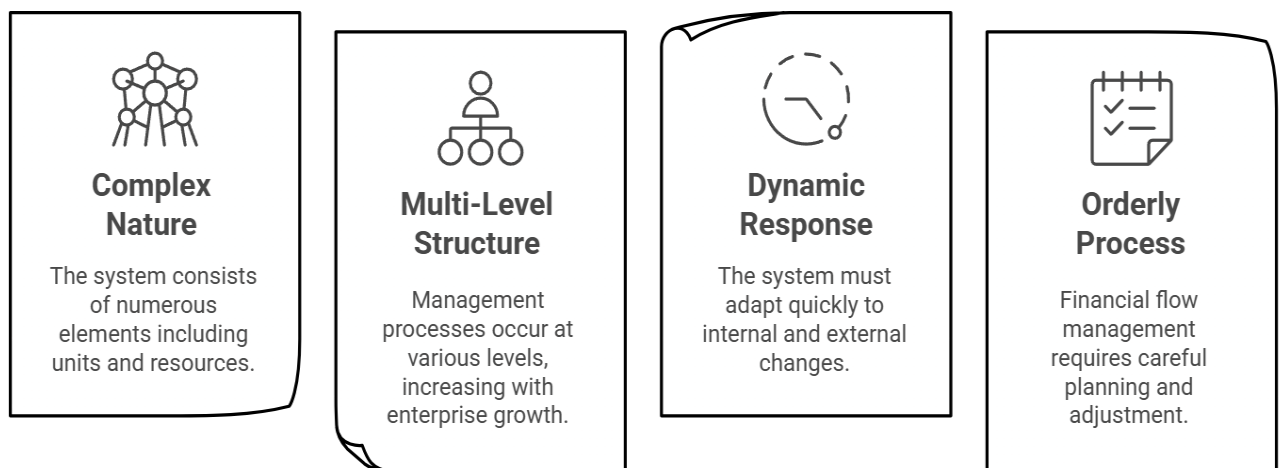 Complex
Nature
The system consists
of numerous
elements including
units and resources.
Multi-Level
Structure
Management
processes occur at
various levels,
increasing with
enterprise growth.
Dynamic
Response
The system must
adapt quickly to
internal and external
changes.
Orderly
Process
Financial flow
management
requires careful
planning and
adjustment.